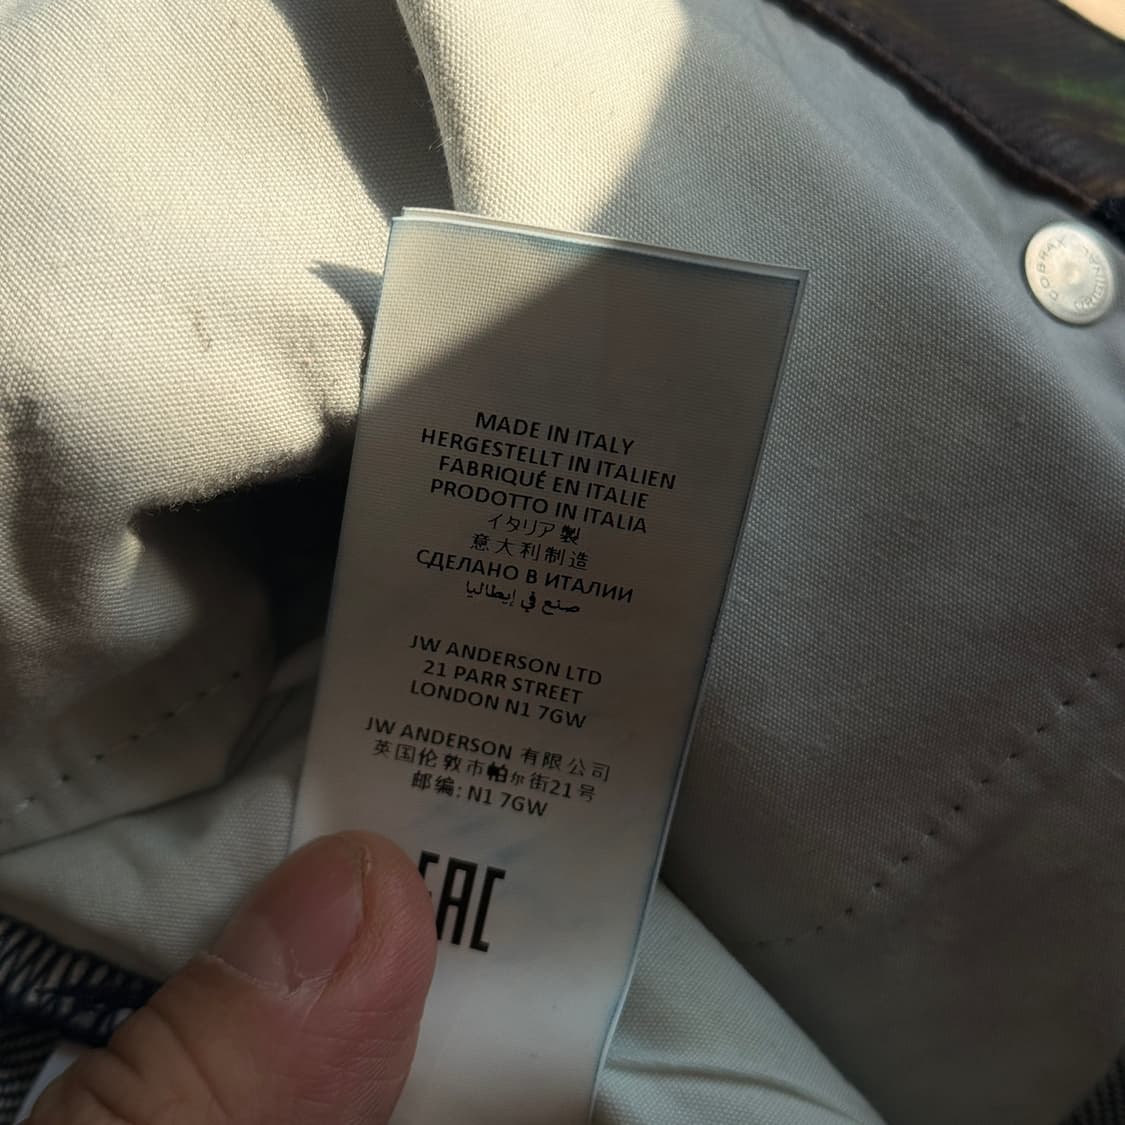 MADE IN ITALY
HERGESTELLT IN ITALIEN
FABRIQUÉ EN ITALIE
PRODOTTO IN ITALIA
イタリア製
意大利制造
СДЕЛАНО В ИТАЛИИ
صنع في إيطاليا
JW ANDERSON LTD
21 PARR STREET
LONDON N1 7GW
JW ANDERSON 有限公司
英国伦敦市帕尔街21号
邮编: N1 7GW
EAC
COBRAX